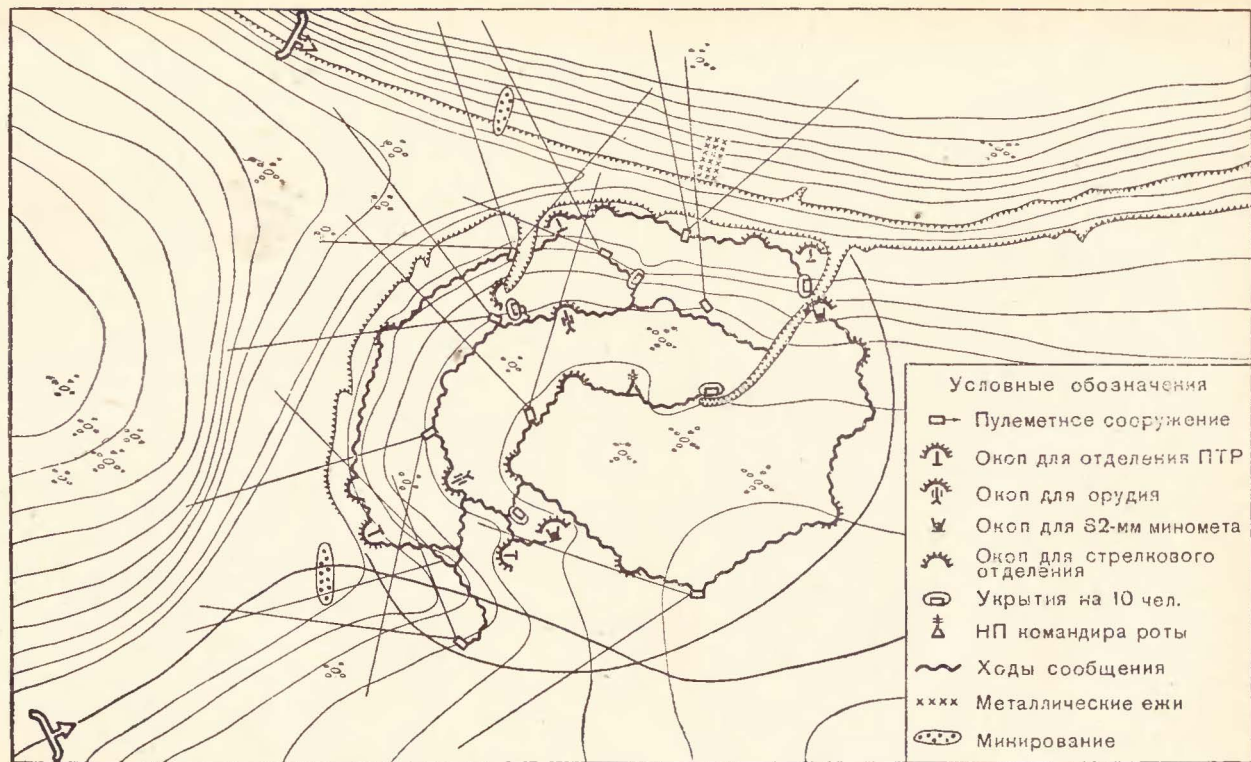 Условные обозначения
Пулеметное сооружение
Окоп для отделения ПТР
Окоп для орудия
Окоп для 82-мм миномета
Окоп для стрелкового
отделения
Укрытия на 10 чел.
НП командира роты
Ходы сообщения
Металлические ежи
Минирование